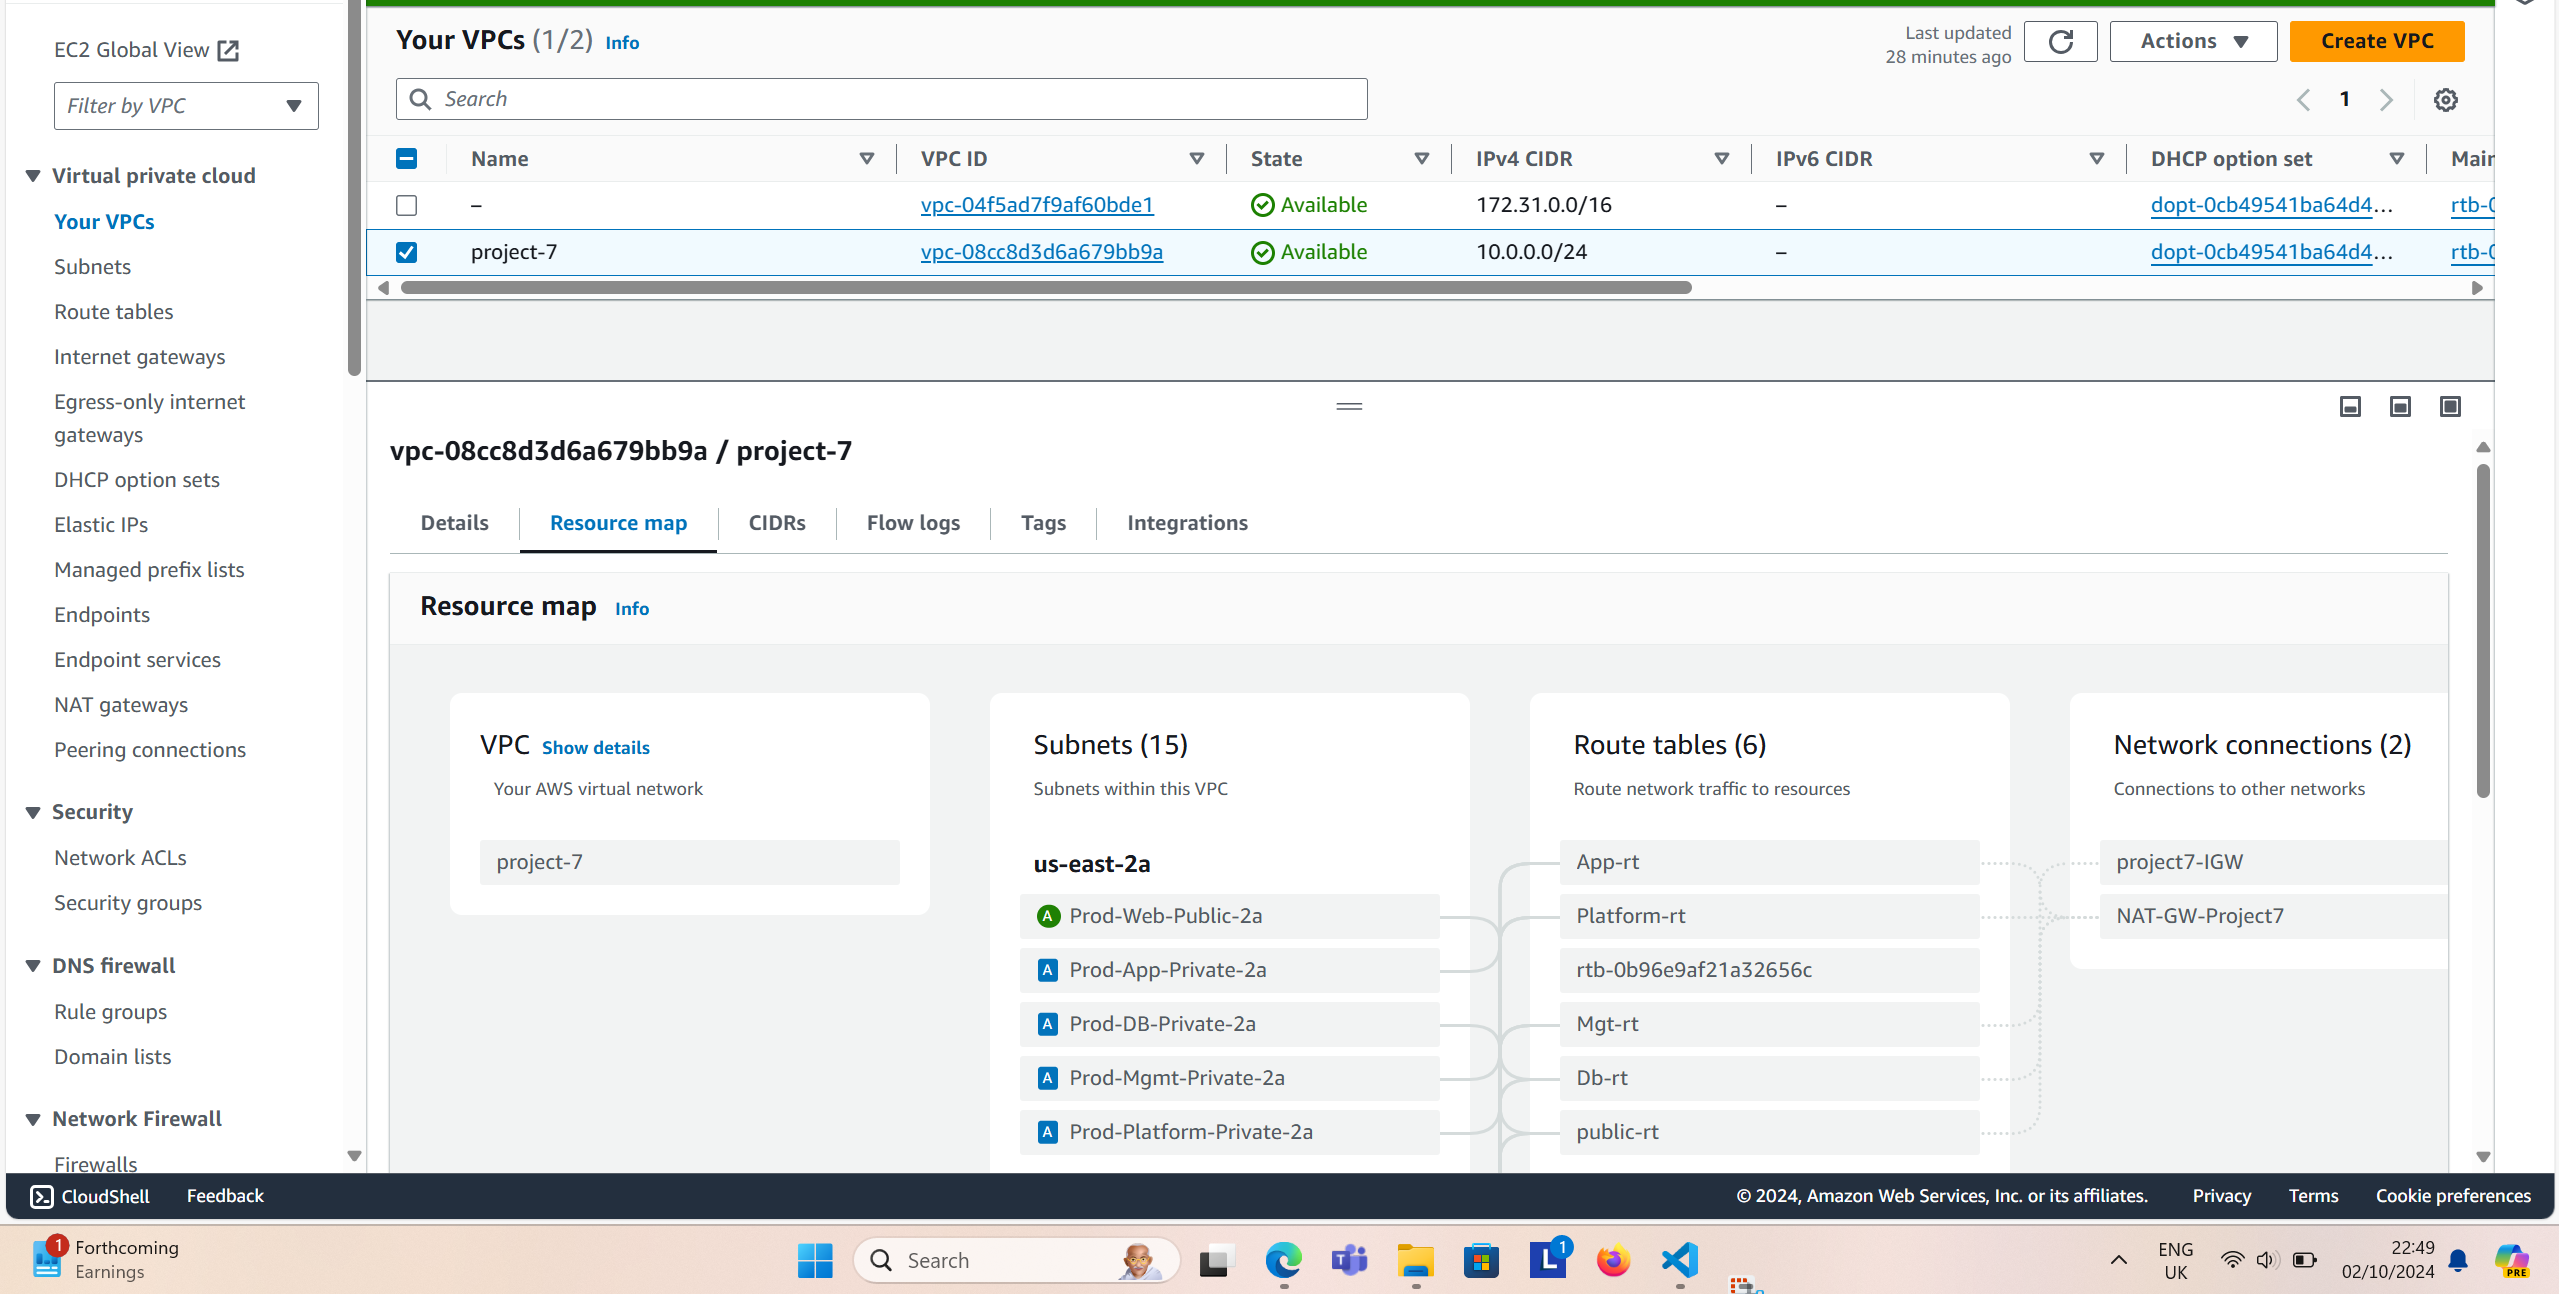 EC2 Global View
Filter by VPC
Virtual private cloud
Your VPCs
Subnets
Route tables
Internet gateways
Egress-only internet
gateways
DHCP option sets
Elastic IPs
Managed prefix lists
Endpoints
Endpoint services
NAT gateways
Peering connections
Security
Network ACLs
Security groups
DNS firewall
Rule groups
Domain lists
Network Firewall
Firewalls
Your VPCs (1/2) Info
Last updated
28 minutes ago
Actions
Create VPC
Search
1
Name VPC ID State IPv4 CIDR IPv6 CIDR DHCP option set Main
– vpc-04f5ad7f9af60bde1 Available 172.31.0.0/16 – dopt-0cb49541ba64d4... rtb-0
project-7 vpc-08cc8d3d6a679bb9a Available 10.0.0.0/24 – dopt-0cb49541ba64d4... rtb-0
vpc-08cc8d3d6a679bb9a / project-7
Details Resource map CIDRs Flow logs Tags Integrations
Resource map Info
VPC Show details
Your AWS virtual network
project-7
Subnets (15)
Subnets within this VPC
us-east-2a
A Prod-Web-Public-2a
A Prod-App-Private-2a
A Prod-DB-Private-2a
A Prod-Mgmt-Private-2a
A Prod-Platform-Private-2a
Route tables (6)
Route network traffic to resources
App-rt
Platform-rt
rtb-0b96e9af21a32656c
Mgt-rt
Db-rt
public-rt
Network connections (2)
Connections to other networks
project7-IGW
NAT-GW-Project7
CloudShell Feedback © 2024, Amazon Web Services, Inc. or its affiliates. Privacy Terms Cookie preferences
1
Forthcoming
Earnings
Search
T
L 1
ENG
UK
22:49
02/10/2024
PRE